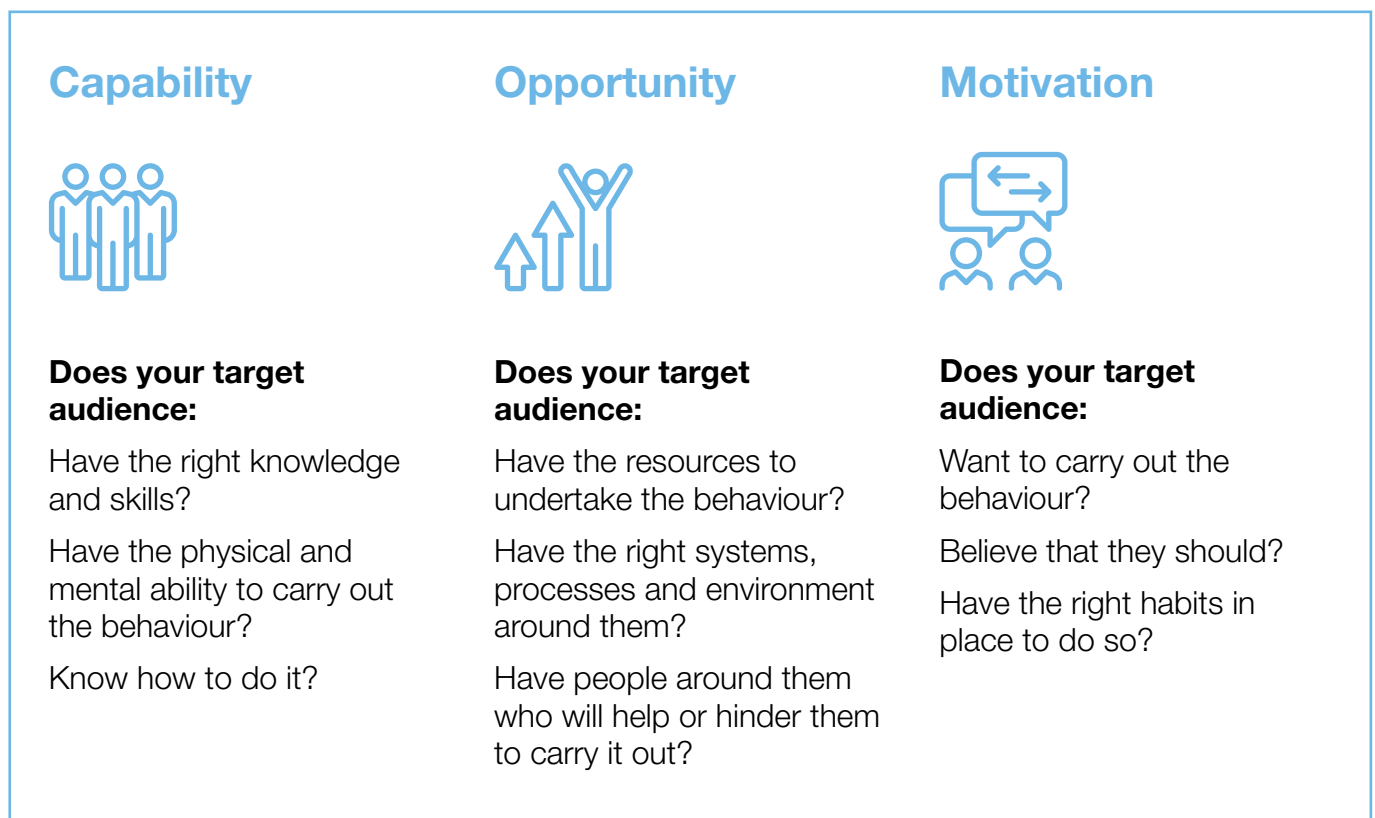 Capability
Does your target
audience:
Have the right knowledge
and skills?
Have the physical and
mental ability to carry out
the behaviour?
Know how to do it?
Opportunity
Does your target
audience:
Have the resources to
undertake the behaviour?
Have the right systems,
processes and environment
around them?
Have people around them
who will help or hinder them
to carry it out?
Motivation
Does your target
audience:
Want to carry out the
behaviour?
Believe that they should?
Have the right habits in
place to do so?